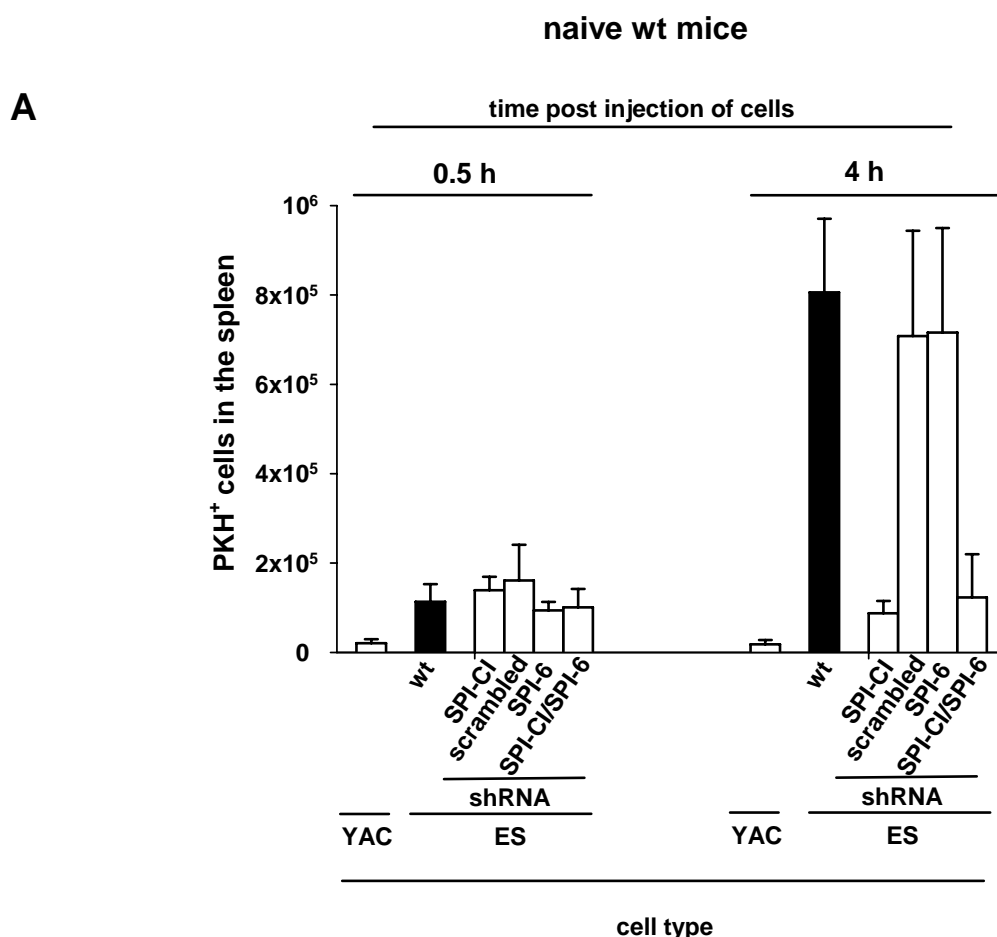 naive wt mice
A
time post injection of cells
0.5 h
4 h
PKH⁺ cells in the spleen
10⁶
8x10⁵
6x10⁵
4x10⁵
2x10⁵
0
wt
SPI-CI
scrambled
SPI-6
SPI-CI/SPI-6
wt
SPI-CI
scrambled
SPI-6
SPI-CI/SPI-6
shRNA
shRNA
YAC
ES
YAC
ES
cell type